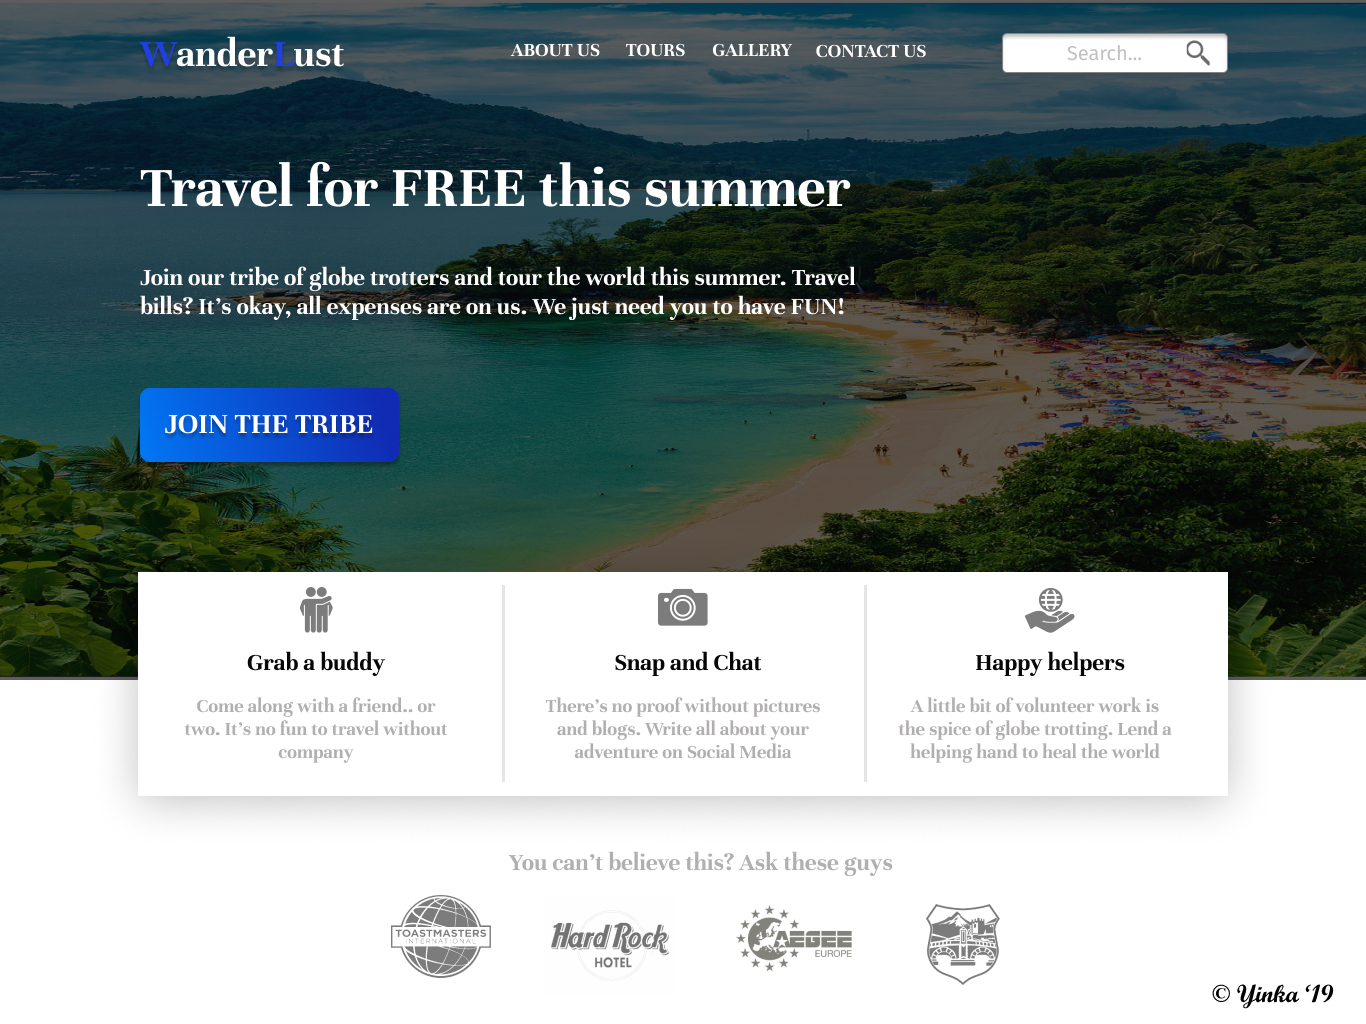 WanderLust
ABOUT US TOURS GALLERY CONTACT US
Search...
Travel for FREE this summer
Join our tribe of globe trotters and tour the world this summer. Travel
bills? It's okay, all expenses are on us. We just need you to have FUN!
JOIN THE TRIBE
Grab a buddy
Come along with a friend.. or
two. It's no fun to travel without
company
Snap and Chat
There's no proof without pictures
and blogs. Write all about your
adventure on Social Media
Happy helpers
A little bit of volunteer work is
the spice of globe trotting. Lend a
helping hand to heal the world
You can't believe this? Ask these guys
TOASTMASTERS
INTERNATIONAL
Hard Rock
HOTEL
AEGEE
EUROPE
© Yinka '19